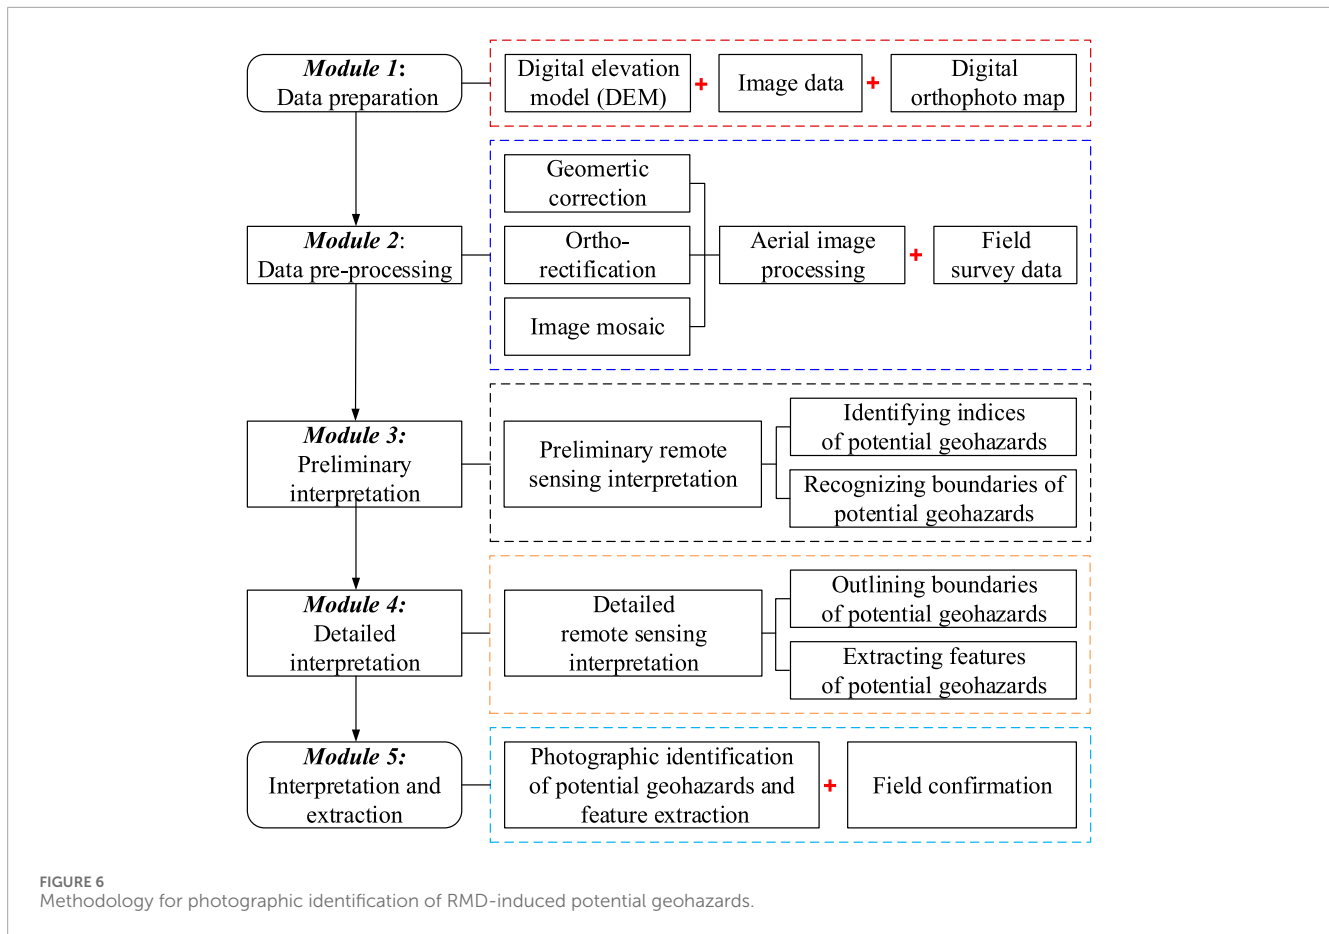 Module 1:
Data preparation
Digital elevation
model (DEM)
+
Image data
+
Digital
orthophoto map
Module 2:
Data pre-processing
Geomertic
correction
Ortho-
rectification
Image mosaic
Aerial image
processing
+
Field
survey data
Module 3:
Preliminary
interpretation
Preliminary remote
sensing interpretation
Identifying indices
of potential geohazards
Recognizing boundaries of
potential geohazards
Module 4:
Detailed
interpretation
Detailed
remote sensing
interpretation
Outlining boundaries
of potential geohazards
Extracting features
of potential geohazards
Module 5:
Interpretation and
extraction
Photographic identification
of potential geohazards and
feature extraction
+
Field confirmation
FIGURE 6
Methodology for photographic identification of RMD-induced potential geohazards.